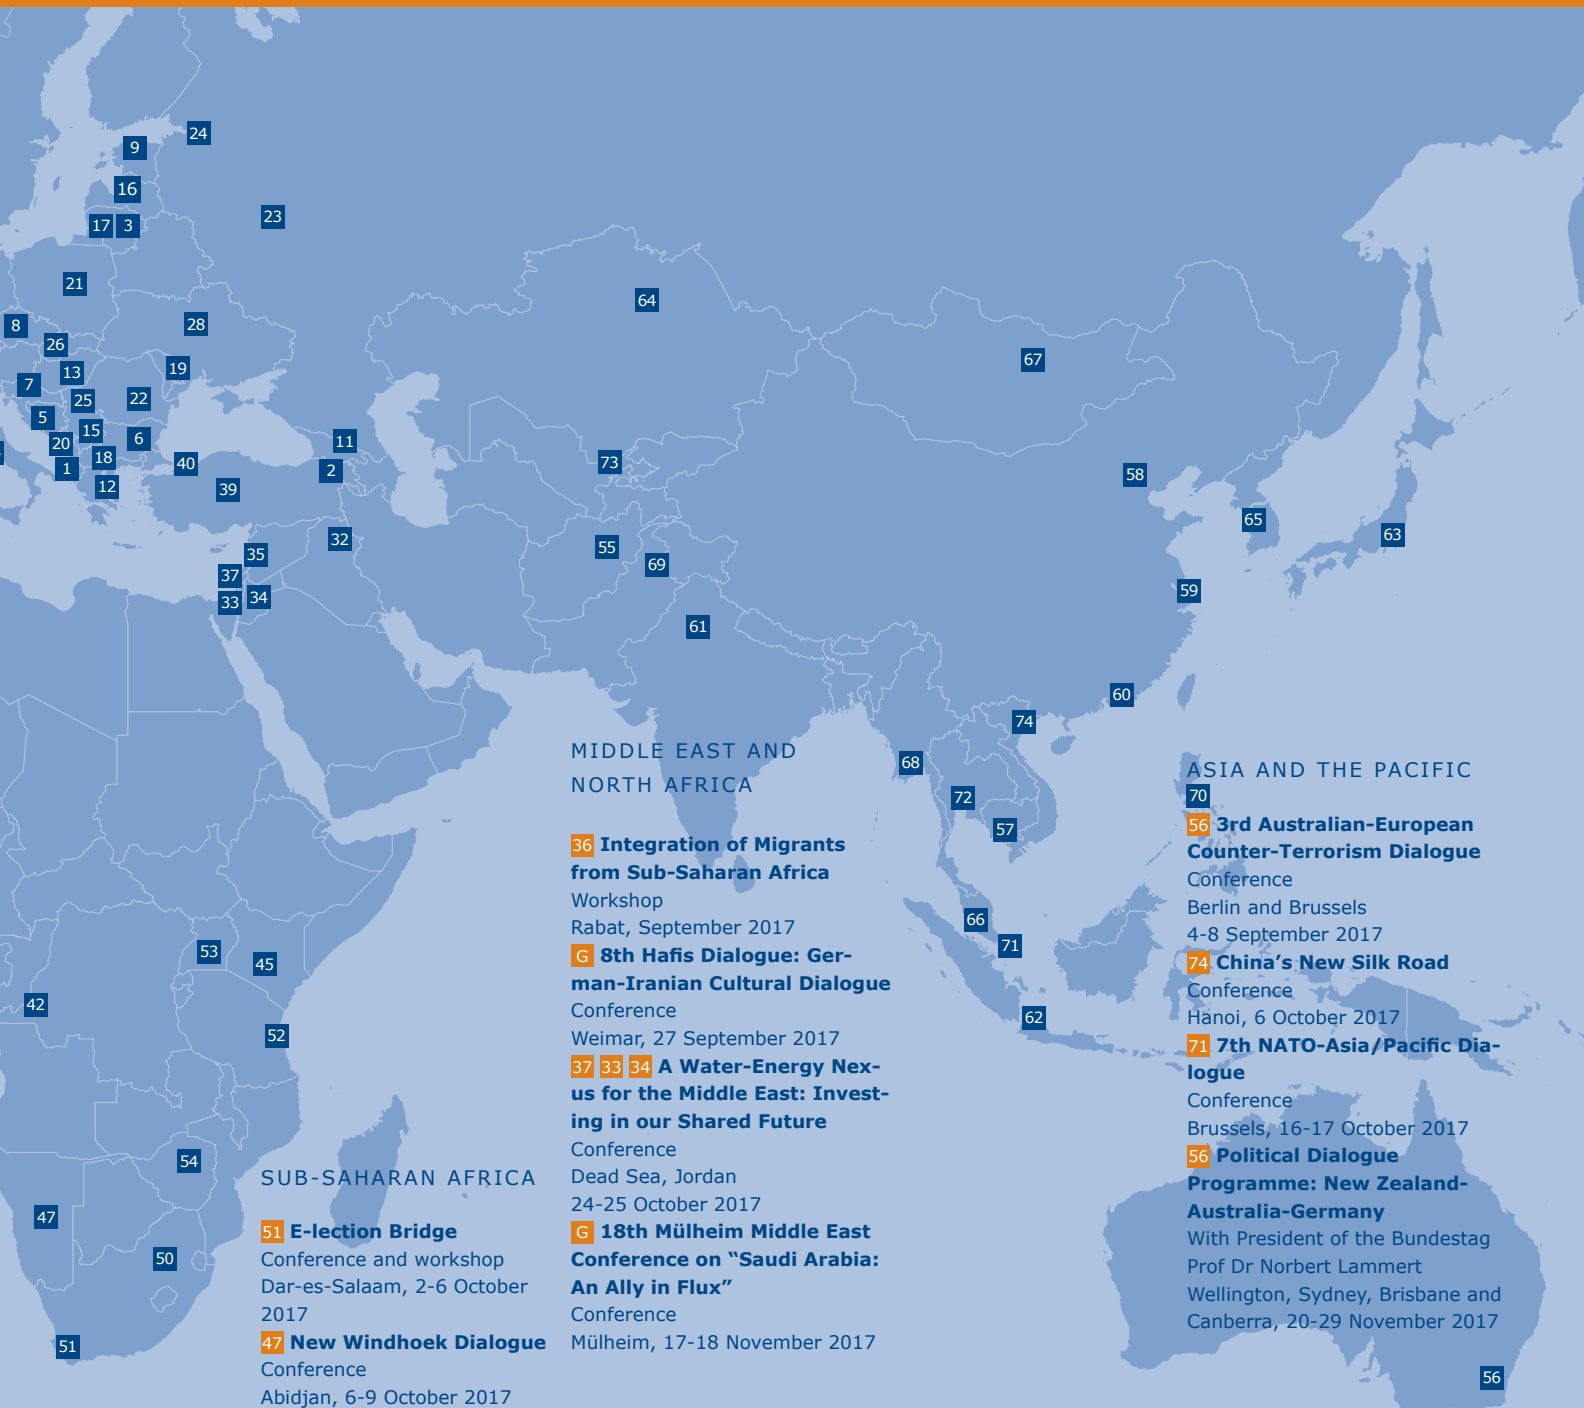 24
9
16
23
17 3
21
64
8
28
26
67
19
13
7
22
25
5
15
6
11
20
40
18
73
1
2
58
12
39
65
63
32
55
35
69
37
59
34
33
61
60
74
68
72
57
66
71
53
45
42
62
52
54
47
50
51
56
MIDDLE EAST AND
NORTH AFRICA
36 Integration of Migrants
from Sub-Saharan Africa
Workshop
Rabat, September 2017
G 8th Hafis Dialogue: Ger-
man-Iranian Cultural Dialogue
Conference
Weimar, 27 September 2017
37 33 34 A Water-Energy Nex-
us for the Middle East: Invest-
ing in our Shared Future
Conference
Dead Sea, Jordan
24-25 October 2017
G 18th Mülheim Middle East
Conference on “Saudi Arabia:
An Ally in Flux”
Conference
Mülheim, 17-18 November 2017
SUB-SAHARAN AFRICA
51 E-lection Bridge
Conference and workshop
Dar-es-Salaam, 2-6 October
2017
47 New Windhoek Dialogue
Conference
Abidjan, 6-9 October 2017
ASIA AND THE PACIFIC
70
56 3rd Australian-European
Counter-Terrorism Dialogue
Conference
Berlin and Brussels
4-8 September 2017
74 China’s New Silk Road
Conference
Hanoi, 6 October 2017
71 7th NATO-Asia/Pacific Dia-
logue
Conference
Brussels, 16-17 October 2017
56 Political Dialogue
Programme: New Zealand-
Australia-Germany
With President of the Bundestag
Prof Dr Norbert Lammert
Wellington, Sydney, Brisbane and
Canberra, 20-29 November 2017